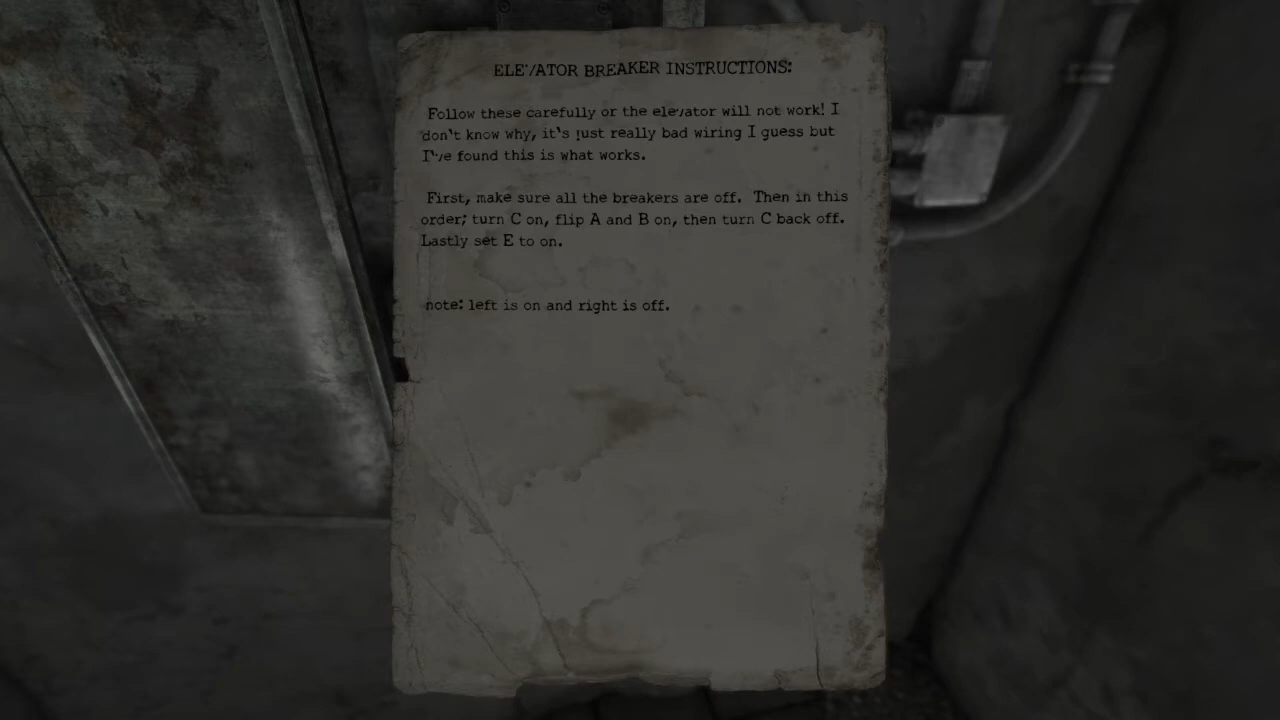 ELEVATOR BREAKER INSTRUCTIONS:
Follow these carefully or the elevator will not work! I
don't know why, it's just really bad wiring I guess but
I've found this is what works.
First, make sure all the breakers are off. Then in this
order; turn C on, flip A and B on, then turn C back off.
Lastly set E to on.
note: left is on and right is off.